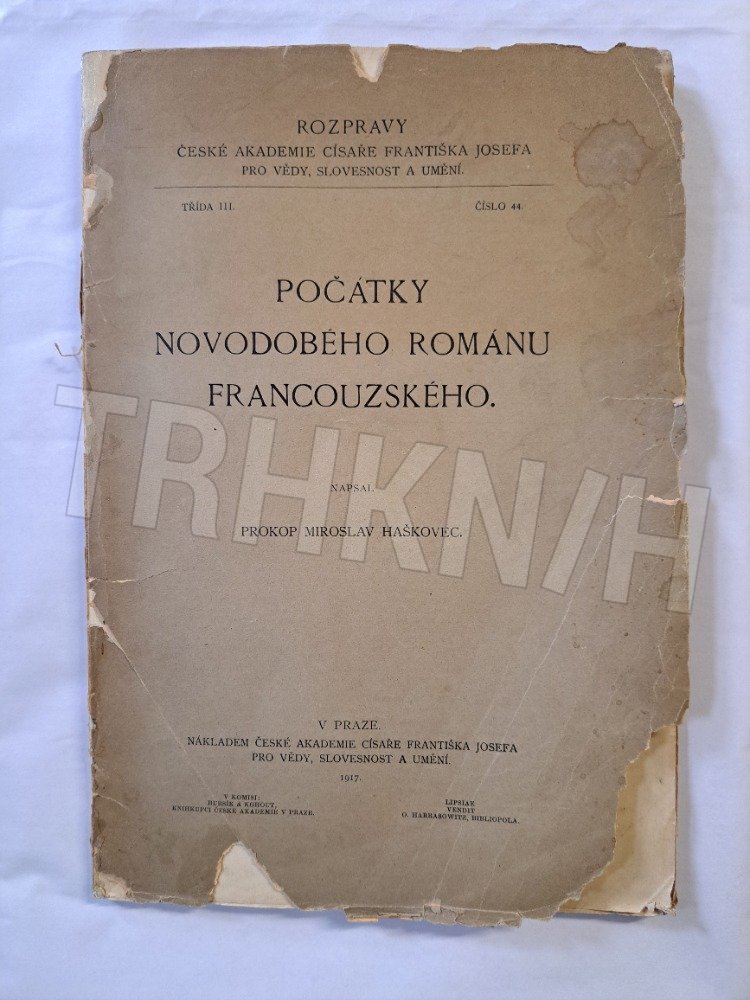 ROZPRAVY
ČESKÉ AKADEMIE CÍSAŘE FRANTIŠKA JOSEFA
PRO VĚDY, SLOVESNOST A UMĚNÍ.
TŘÍDA III. ČÍSLO 44.
POČÁTKY
NOVODOBÉHO ROMÁNU
FRANCOUZSKÉHO.
NAPSAL
PROKOP MIROSLAV HAŠKOVEC.
TRHKNIH
V PRAZE.
NÁKLADEM ČESKÉ AKADEMIE CÍSAŘE FRANTIŠKA JOSEFA
PRO VĚDY, SLOVESNOST A UMĚNÍ.
1917.
V KOMISI:
BURSÍK & KOHOUT,
KNIHKUPCI ČESKÉ AKADEMIE V PRAZE.
LIPSIAE
VENDIT
O. HARRASOWITZ, BIBLIOPOLA.